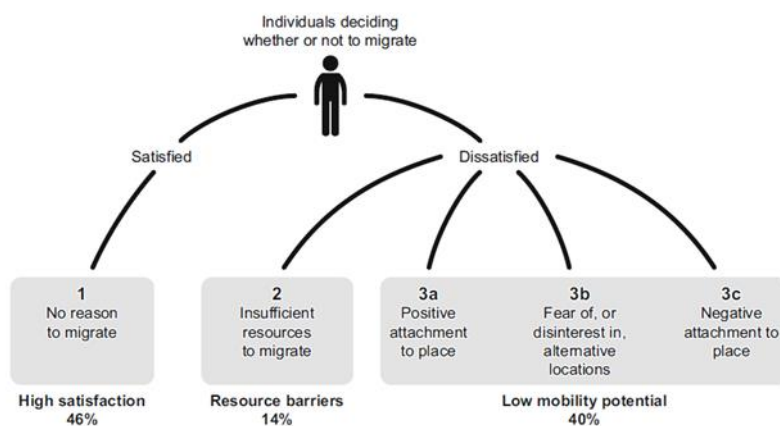 Individuals deciding
whether or not to migrate
Satisfied
Dissatisfied
1
No reason
to migrate
2
Insufficient
resources
to migrate
3a
Positive
attachment
to place
3b
Fear of, or
disinterest in,
alternative
locations
3c
Negative
attachment to
place
High satisfaction
46%
Resource barriers
14%
Low mobility potential
40%